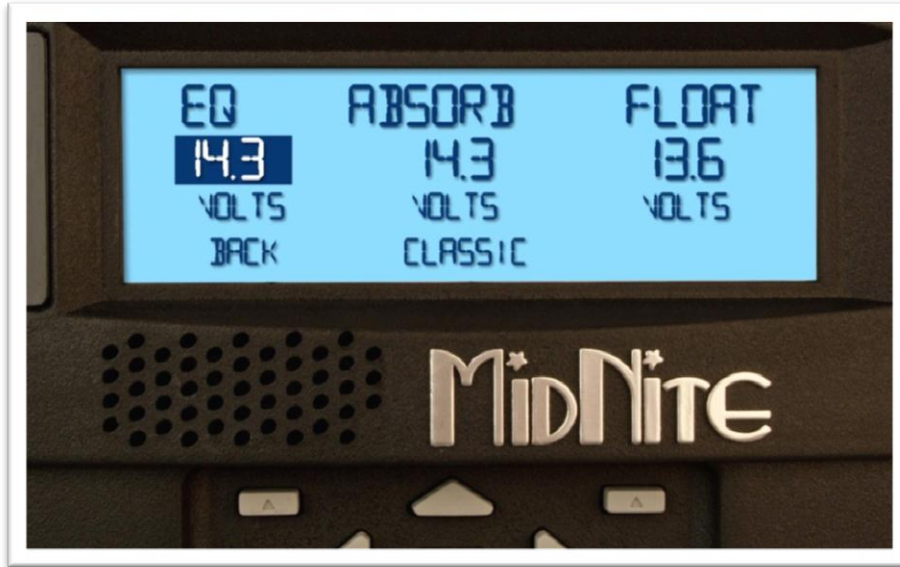 EQ ABSORB FLOAT
14.3 14.3 13.6
VOLTS VOLTS VOLTS
BACK CLASSIC
MIDNITE